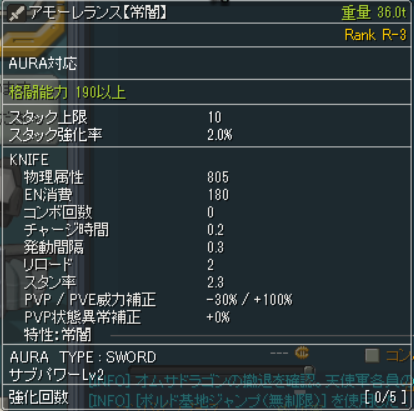 アモーレランス【常闇】 重量 36.0t
Rank R-3
AURA対応
格闘能力 190以上
スタック上限 10
スタック強化率 2.0%
KNIFE
物理属性 805
EN消費 180
コンボ回数 0
チャージ時間 0.2
発動間隔 0.3
リロード 2
スタン率 2.3
PVP / PVE威力補正 -30% / +100%
PVP状態異常補正 +0%
特性:常闇
AURA TYPE : SWORD
サブパワーLv2
強化回数 [ 0/5 ]
--- コン
[INFO] オムサドラゴンの撤退を確認。天使軍各員の
[INFO] [ボルド基地ジャンプ(無制限)] を使用